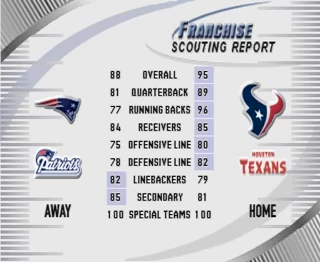 FRANCHISE
SCOUTING REPORT
88 OVERALL 95
81 QUARTERBACK 89
77 RUNNING BACKS 96
84 RECEIVERS 85
75 OFFENSIVE LINE 80
78 DEFENSIVE LINE 82
82 LINEBACKERS 79
85 SECONDARY 81
100 SPECIAL TEAMS 100
Patriots
HOUSTON
TEXANS
AWAY
HOME